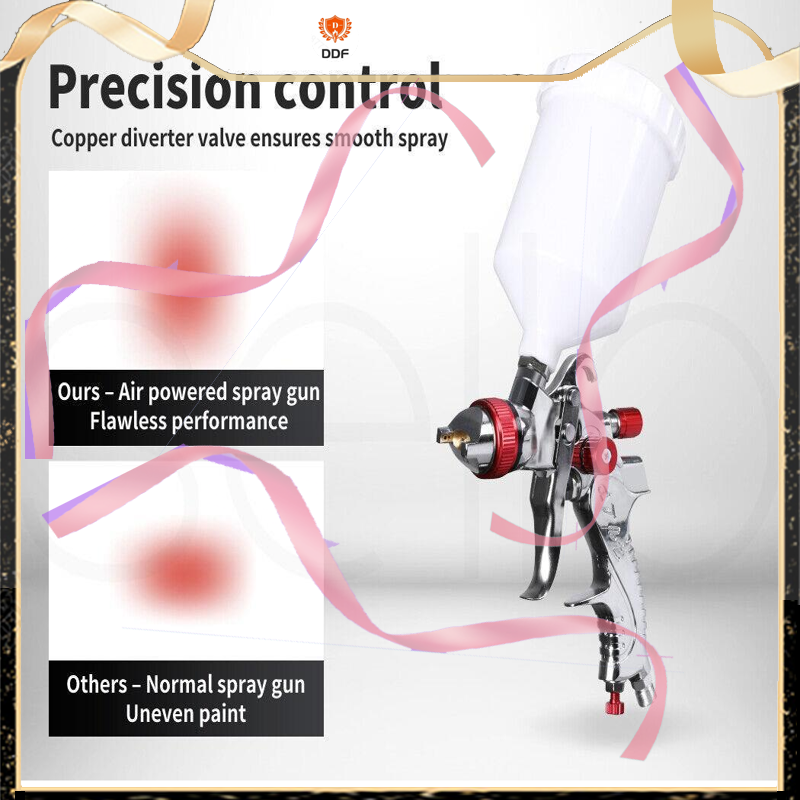 DDF
Precision control
Copper diverter valve ensures smooth spray
Ours – Air powered spray gun
Flawless performance
Others – Normal spray gun
Uneven paint